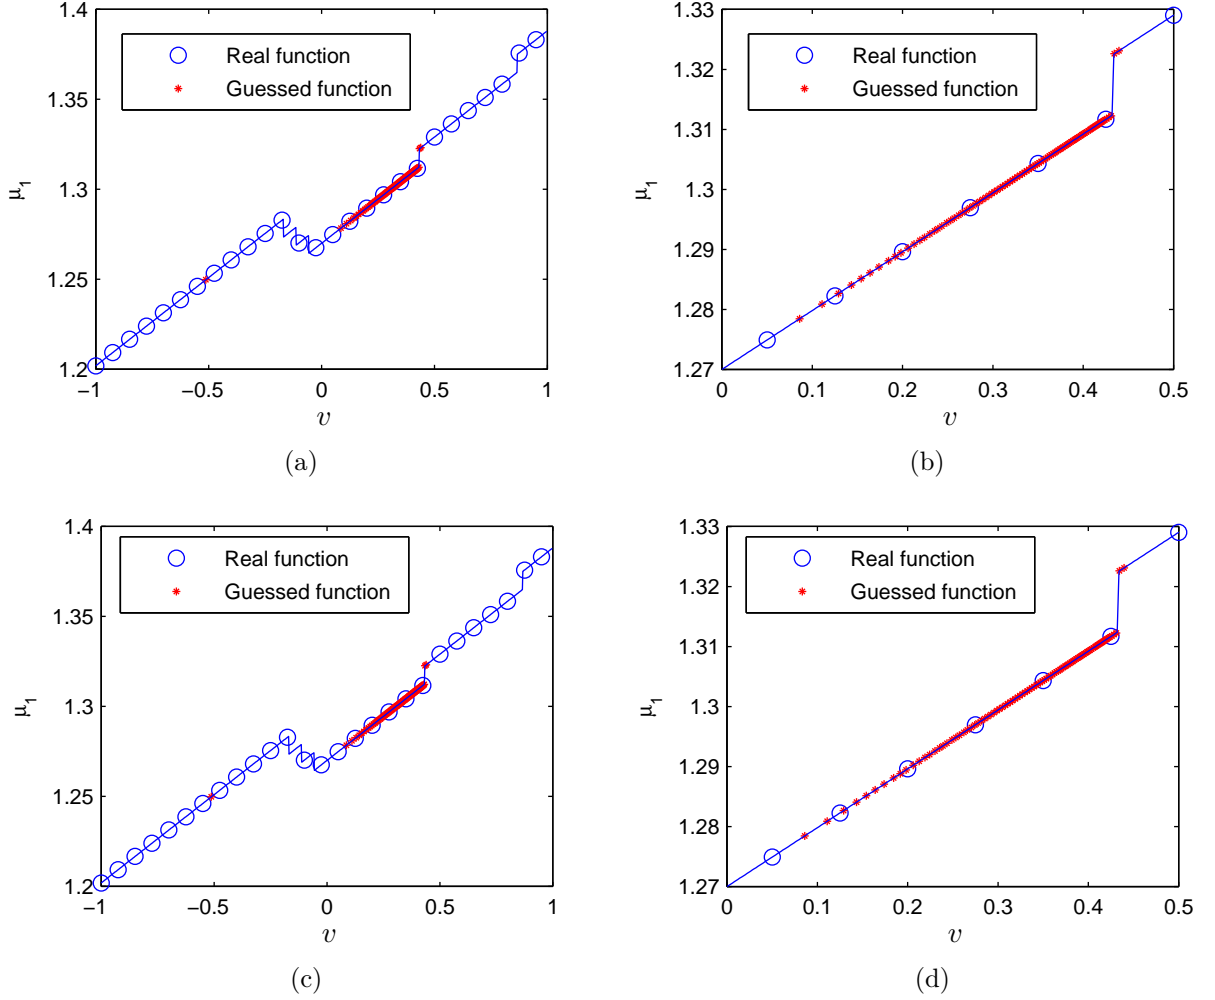 1.4
1.35
1.3
1.25
1.2
μ1
Real function
Guessed function
−1 −0.5 0 0.5 1
v
(a)
1.33
1.32
1.31
1.3
1.29
1.28
1.27
μ1
Real function
Guessed function
0 0.1 0.2 0.3 0.4 0.5
v
(b)
1.4
1.35
1.3
1.25
1.2
μ1
Real function
Guessed function
−1 −0.5 0 0.5 1
v
(c)
1.33
1.32
1.31
1.3
1.29
1.28
1.27
μ1
Real function
Guessed function
0 0.1 0.2 0.3 0.4 0.5
v
(d)